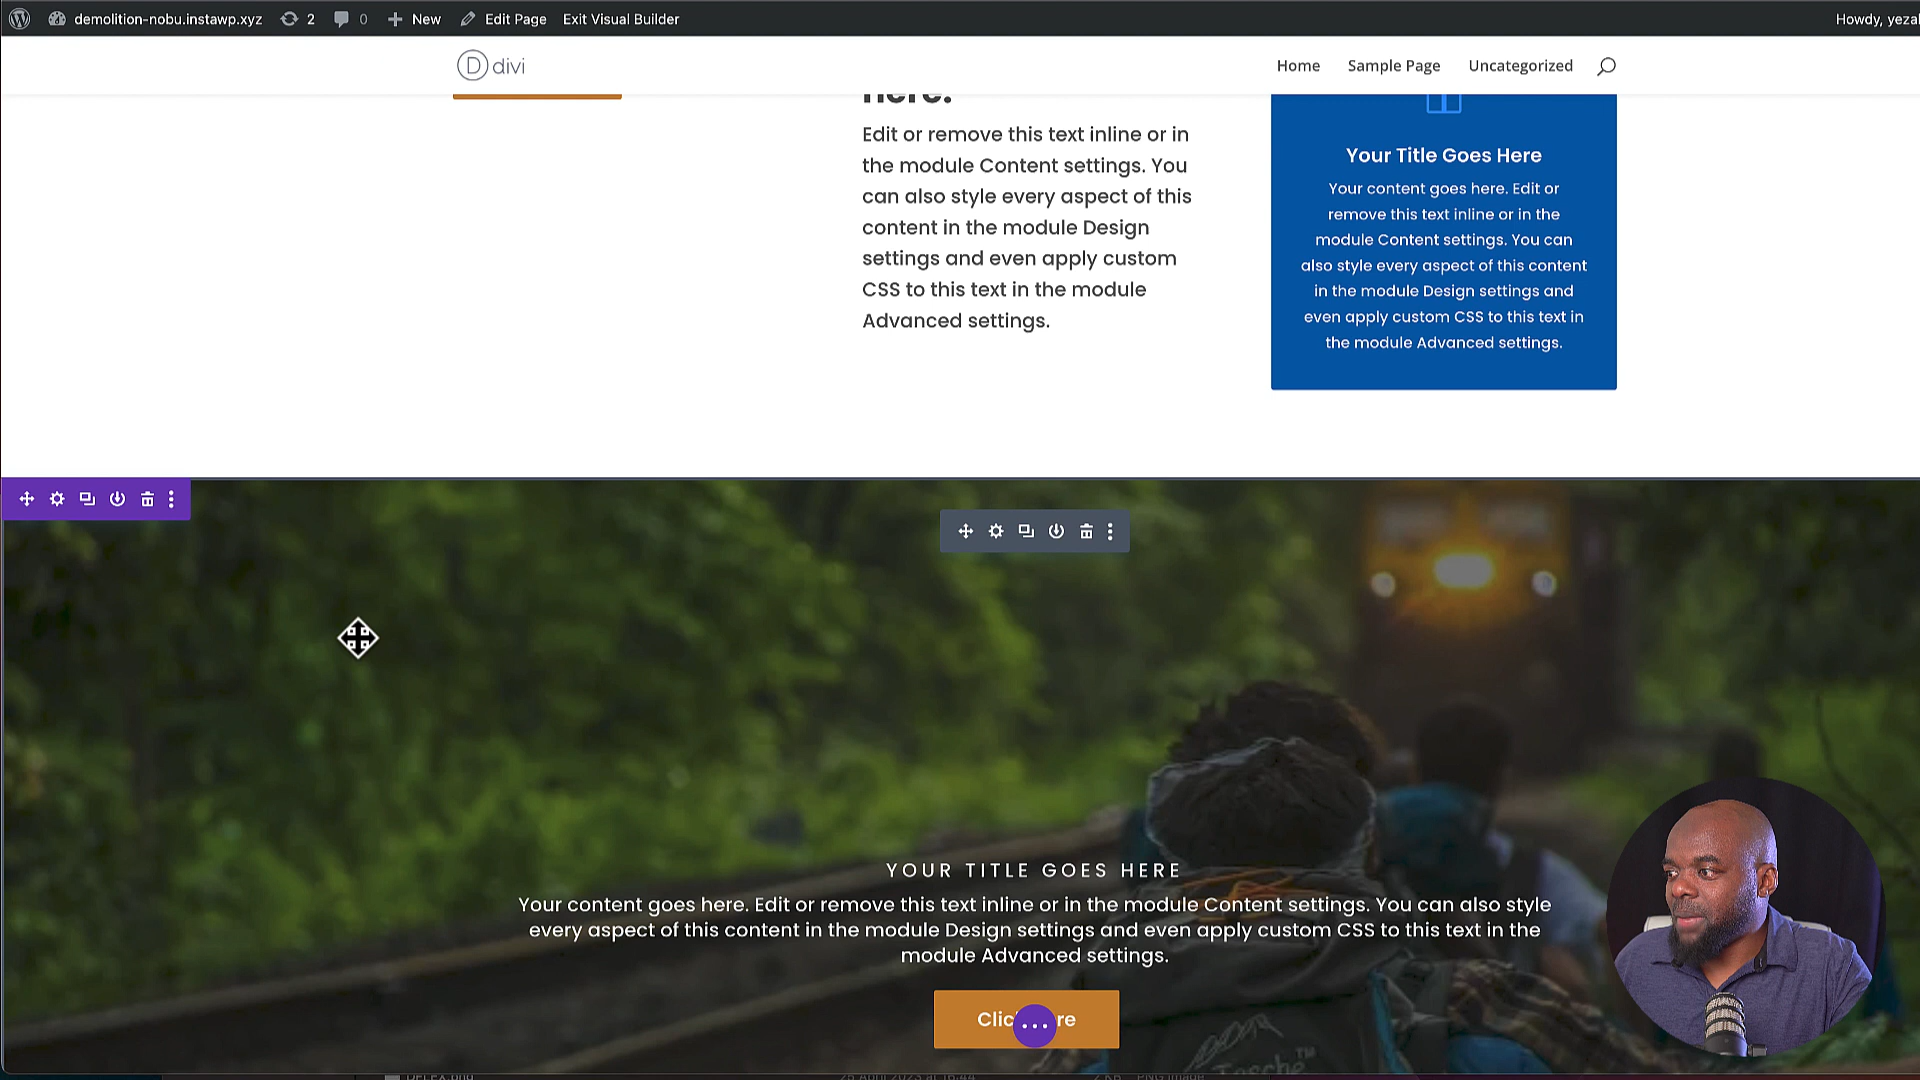 demolition-nobu.instawp.xyz 2 0 New Edit Page Exit Visual Builder Howdy, yezal
divi
Home Sample Page Uncategorized
here.
Edit or remove this text inline or in
the module Content settings. You
can also style every aspect of this
content in the module Design
settings and even apply custom
CSS to this text in the module
Advanced settings.
Your Title Goes Here
Your content goes here. Edit or
remove this text inline or in the
module Content settings. You can
also style every aspect of this content
in the module Design settings and
even apply custom CSS to this text in
the module Advanced settings.
YOUR TITLE GOES HERE
Your content goes here. Edit or remove this text inline or in the module Content settings. You can also style
every aspect of this content in the module Design settings and even apply custom CSS to this text in the
module Advanced settings.
Clic re
Tosche™